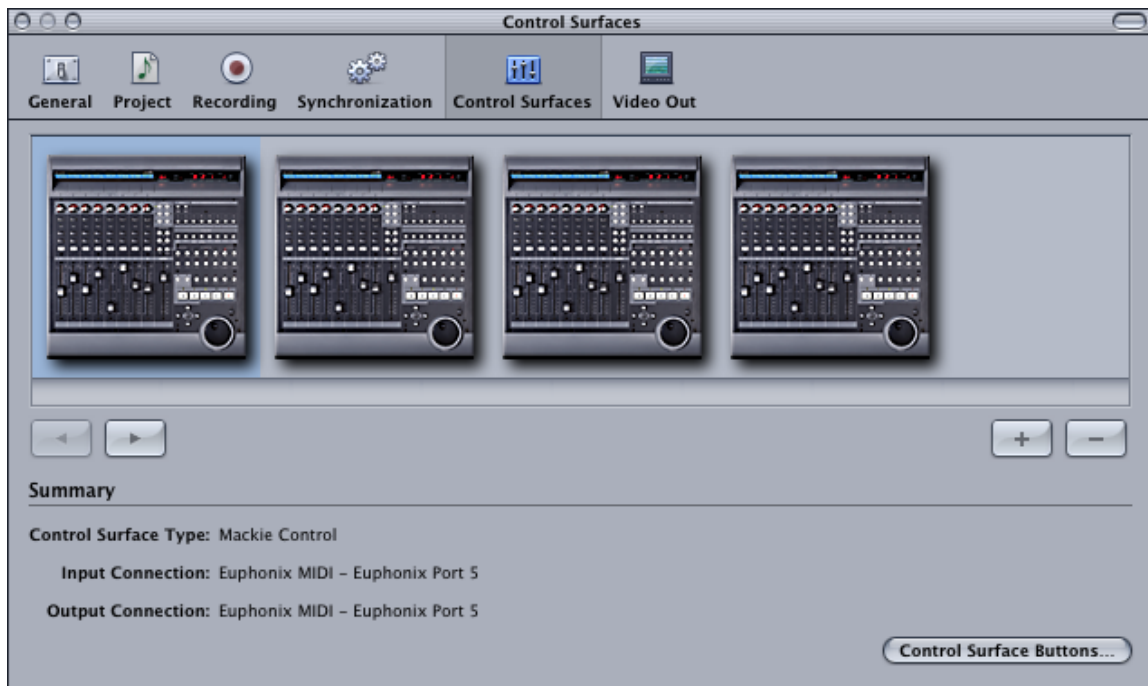 Control Surfaces
General Project Recording Synchronization Control Surfaces Video Out
Summary
Control Surface Type: Mackie Control
Input Connection: Euphonix MIDI – Euphonix Port 5
Output Connection: Euphonix MIDI – Euphonix Port 5
Control Surface Buttons...